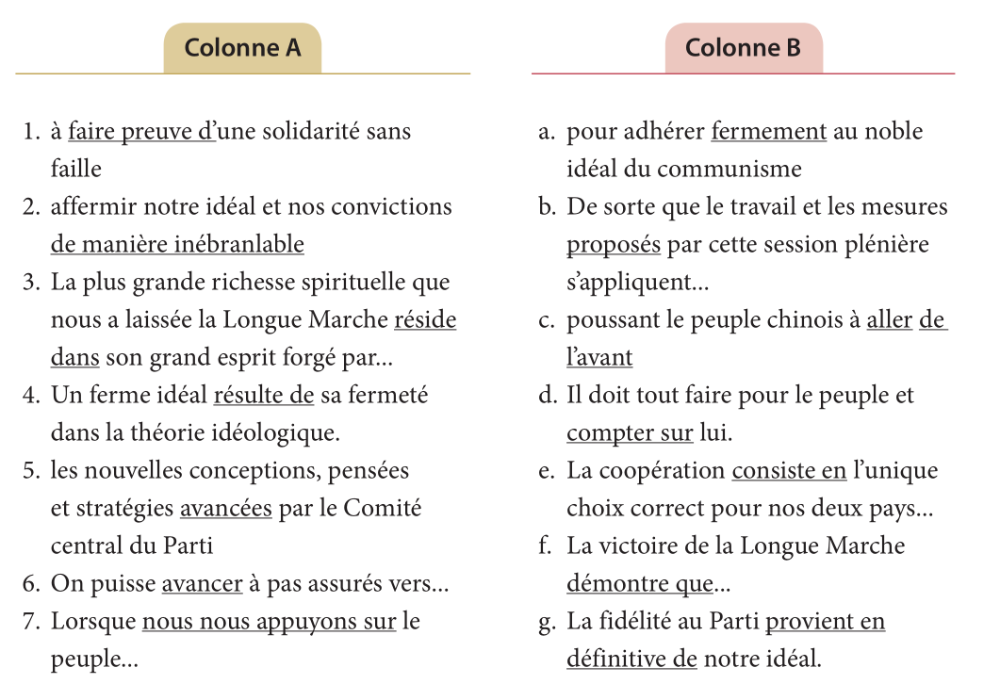 Colonne A
1. à faire preuve d’une solidarité sans
faille
2. affermir notre idéal et nos convictions
de manière inébranlable
3. La plus grande richesse spirituelle que
nous a laissée la Longue Marche réside
dans son grand esprit forgé par...
4. Un ferme idéal résulte de sa fermeté
dans la théorie idéologique.
5. les nouvelles conceptions, pensées
et stratégies avancées par le Comité
central du Parti
6. On puisse avancer à pas assurés vers...
7. Lorsque nous nous appuyons sur le
peuple...
Colonne B
a. pour adhérer fermement au noble
idéal du communisme
b. De sorte que le travail et les mesures
proposés par cette session plénière
s’appliquent...
c. poussant le peuple chinois à aller de
l’avant
d. Il doit tout faire pour le peuple et
compter sur lui.
e. La coopération consiste en l’unique
choix correct pour nos deux pays...
f. La victoire de la Longue Marche
démontre que...
g. La fidélité au Parti provient en
définitive de notre idéal.